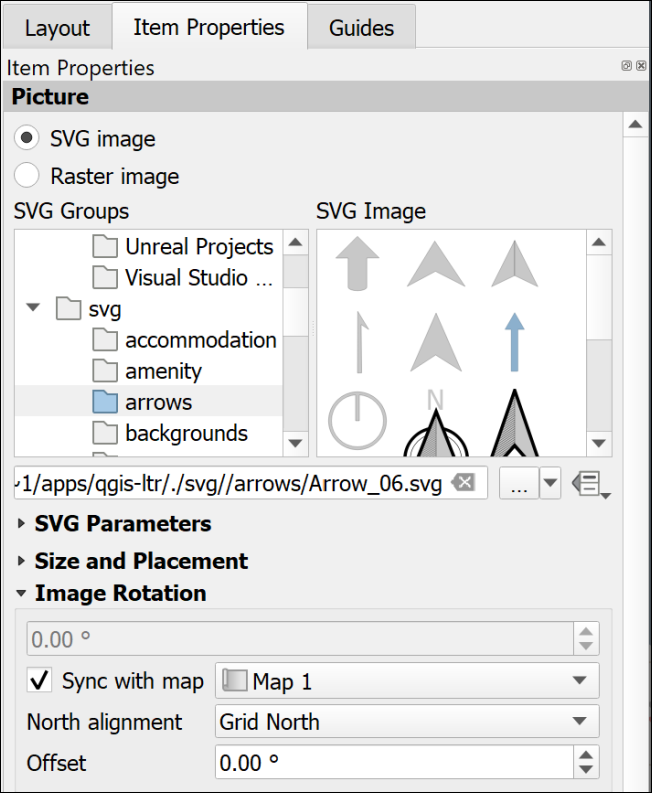 Layout Item Properties Guides
Item Properties
Picture
SVG image
Raster image
SVG Groups SVG Image
Unreal Projects
Visual Studio ...
svg
accommodation
amenity
arrows
backgrounds
N
1/apps/qgis-ltr/./svg//arrows/Arrow_06.svg ...
SVG Parameters
Size and Placement
Image Rotation
0.00 °
Sync with map Map 1
North alignment Grid North
Offset 0.00 °